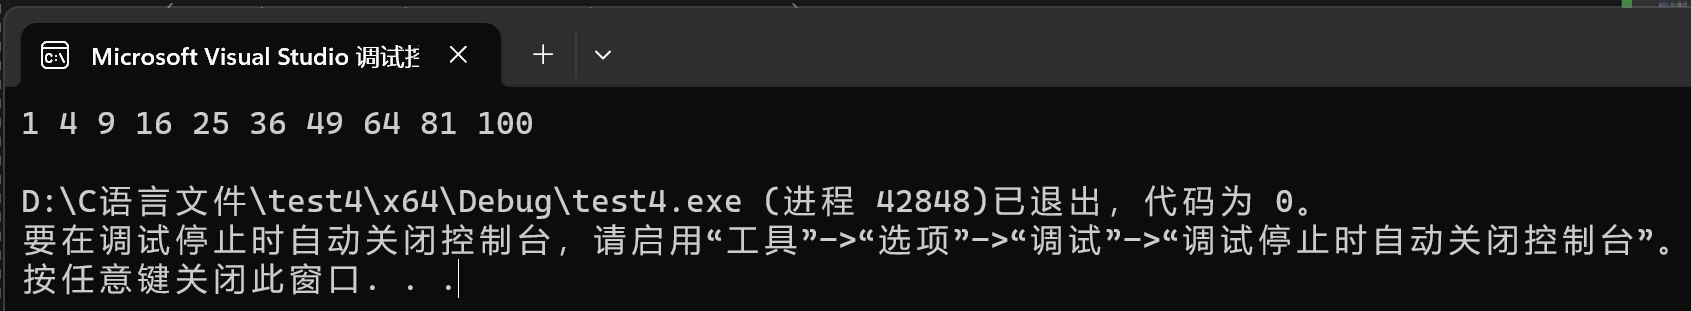 Microsoft Visual Studio 调试控
1 4 9 16 25 36 49 64 81 100
D:\C语言文件\test4\x64\Debug\test4.exe (进程 42848)已退出，代码为 0。
要在调试停止时自动关闭控制台，请启用“工具”->“选项”->“调试”->“调试停止时自动关闭控制台”。
按任意键关闭此窗口. . .